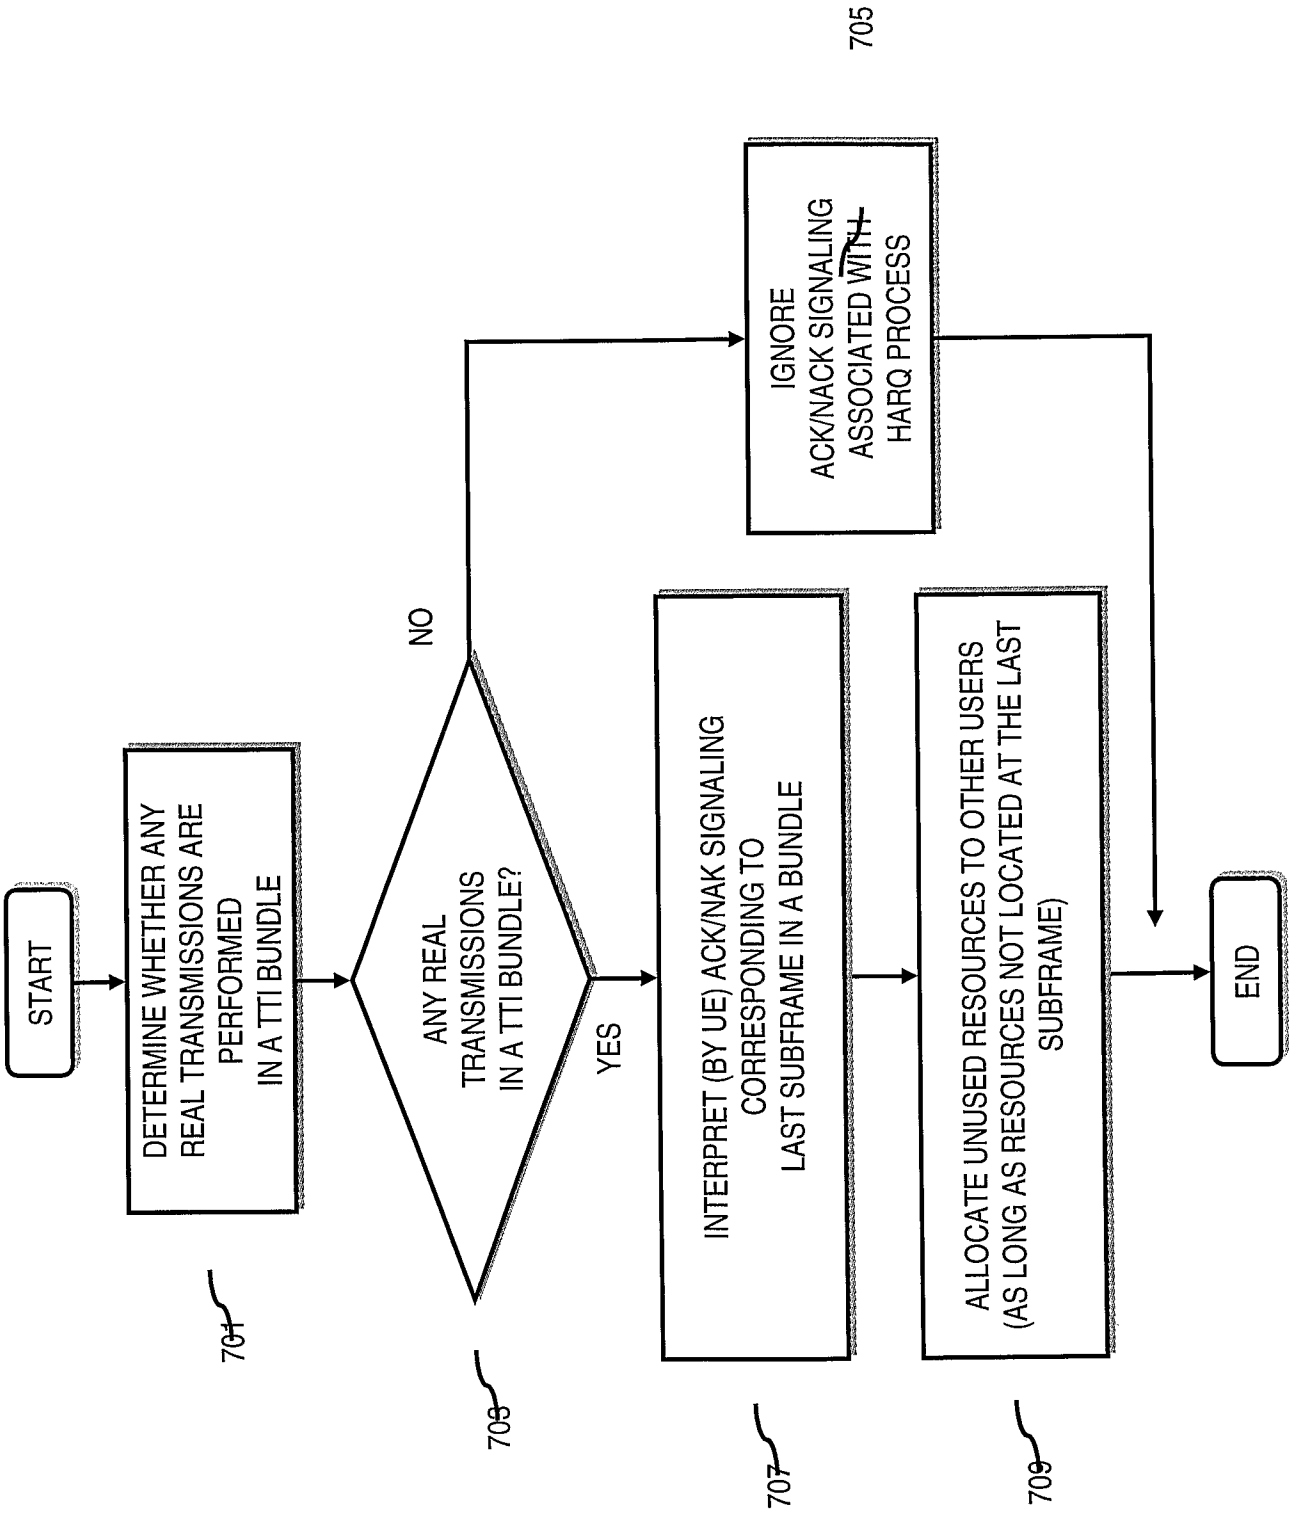 START
DETERMINE WHETHER ANY
REAL TRANSMISSIONS ARE
PERFORMED
IN A TTI BUNDLE
701
ANY REAL
TRANSMISSIONS
IN A TTI BUNDLE?
703
NO
YES
IGNORE
ACK/NACK SIGNALING
ASSOCIATED WITH
HARQ PROCESS
705
INTERPRET (BY UE) ACK/NAK SIGNALING
CORRESPONDING TO
LAST SUBFRAME IN A BUNDLE
707
ALLOCATE UNUSED RESOURCES TO OTHER USERS
(AS LONG AS RESOURCES NOT LOCATED AT THE LAST
SUBFRAME)
709
END